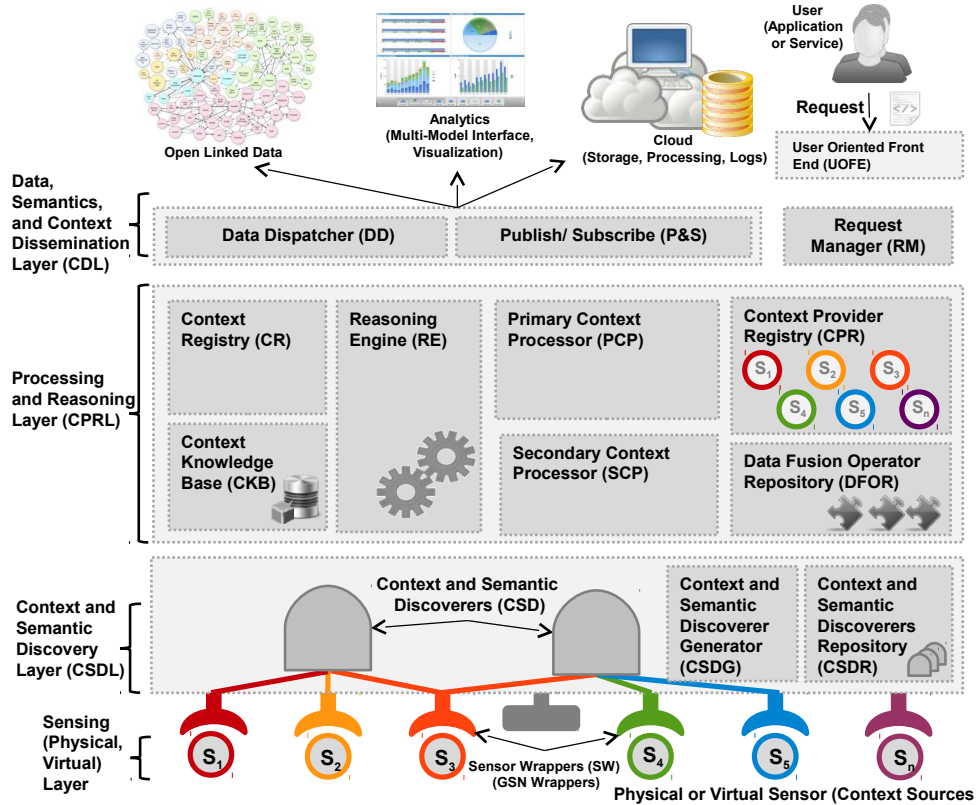 Open Linked Data
Analytics
(Multi-Model Interface,
Visualization)
Cloud
(Storage, Processing, Logs)
User
(Application
or Service)
Request
</>
User Oriented Front
End (UOFE)
Data,
Semantics,
and Context
Dissemination
Layer (CDL)
Data Dispatcher (DD)
Publish/ Subscribe (P&S)
Request
Manager (RM)
Processing
and Reasoning
Layer (CPRL)
Context
Registry (CR)
Reasoning
Engine (RE)
Primary Context
Processor (PCP)
Context Provider
Registry (CPR)
S1
S2
S3
S4
S5
Sn
Context
Knowledge
Base (CKB)
Secondary Context
Processor (SCP)
Data Fusion Operator
Repository (DFOR)
Context and
Semantic
Discovery
Layer (CSDL)
Context and Semantic
Discoverers (CSD)
Context and
Semantic
Discoverer
Generator
(CSDG)
Context and
Semantic
Discoverers
Repository
(CSDR)
Sensing
(Physical,
Virtual)
Layer
S1
S2
S3
S4
S5
Sn
Sensor Wrappers (SW)
(GSN Wrappers)
Physical or Virtual Sensor (Context Sources